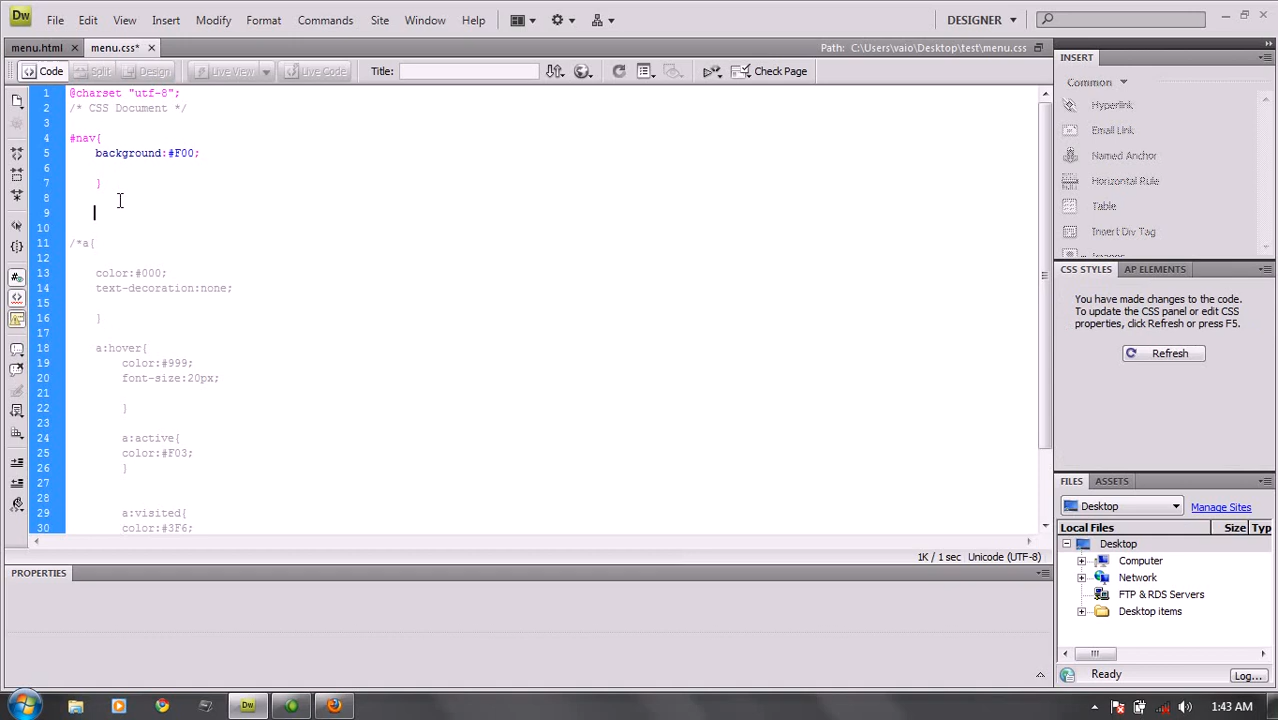 Dw File Edit View Insert Modify Format Commands Site Window Help DESIGNER
menu.html menu.css* Path: C:\Users\vaio\Desktop\test\menu.css
Code Split Design Live View Live Code Title: Check Page
1 @charset "utf-8";
2 /* CSS Document */
3
4 #nav{
5 background:#F00;
6
7 }
8
9
10
11 /*a{
12
13 color:#000;
14 text-decoration:none;
15
16 }
17
18 a:hover{
19 color:#999;
20 font-size:20px;
21
22 }
23
24 a:active{
25 color:#F03;
26 }
27
28
29 a:visited{
30 color:#3F6;
1K / 1 sec Unicode (UTF-8)
PROPERTIES
INSERT
Common
Hyperlink
Email Link
Named Anchor
Horizontal Rule
Table
Insert Div Tag
Images
CSS STYLES AP ELEMENTS
You have made changes to the code.
To update the CSS panel or edit CSS
properties, click Refresh or press F5.
Refresh
FILES ASSETS
Desktop Manage Sites
Local Files Size Typ
Desktop
Computer
Network
FTP & RDS Servers
Desktop items
Ready Log...
Dw 1:43 AM